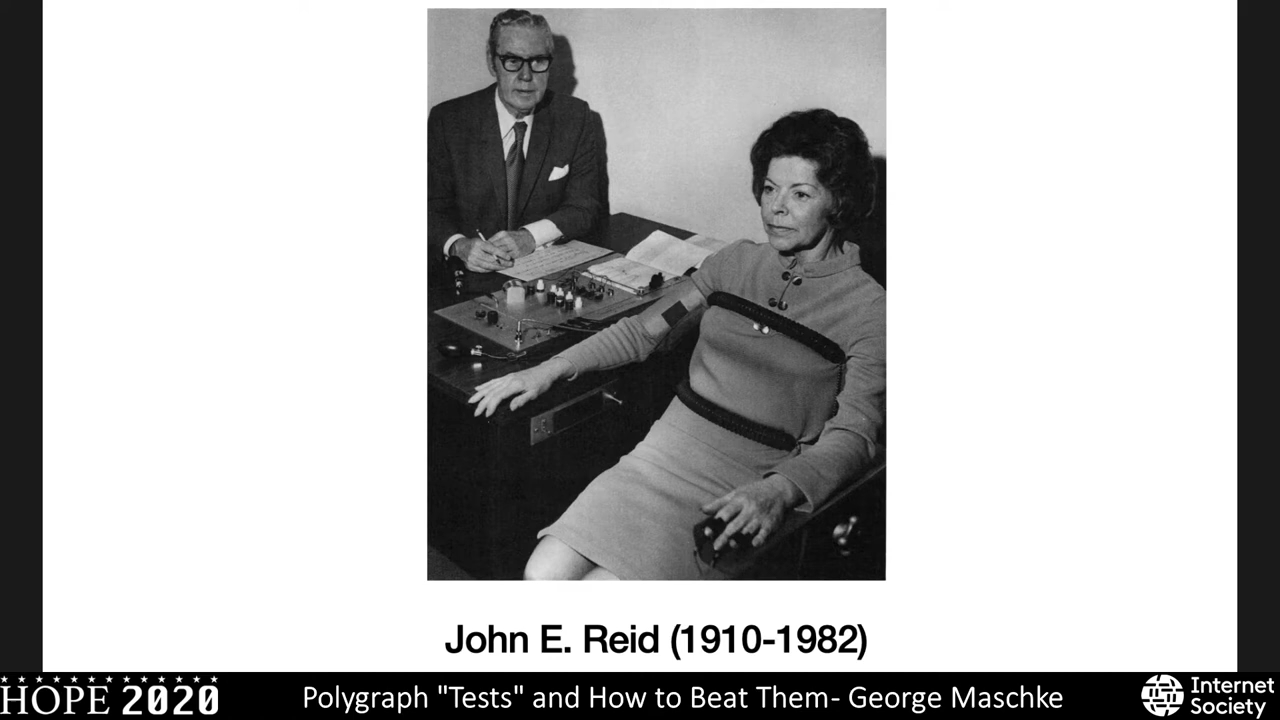 John E. Reid (1910-1982)
HOPE 2020
Polygraph "Tests" and How to Beat Them- George Maschke
Internet
Society